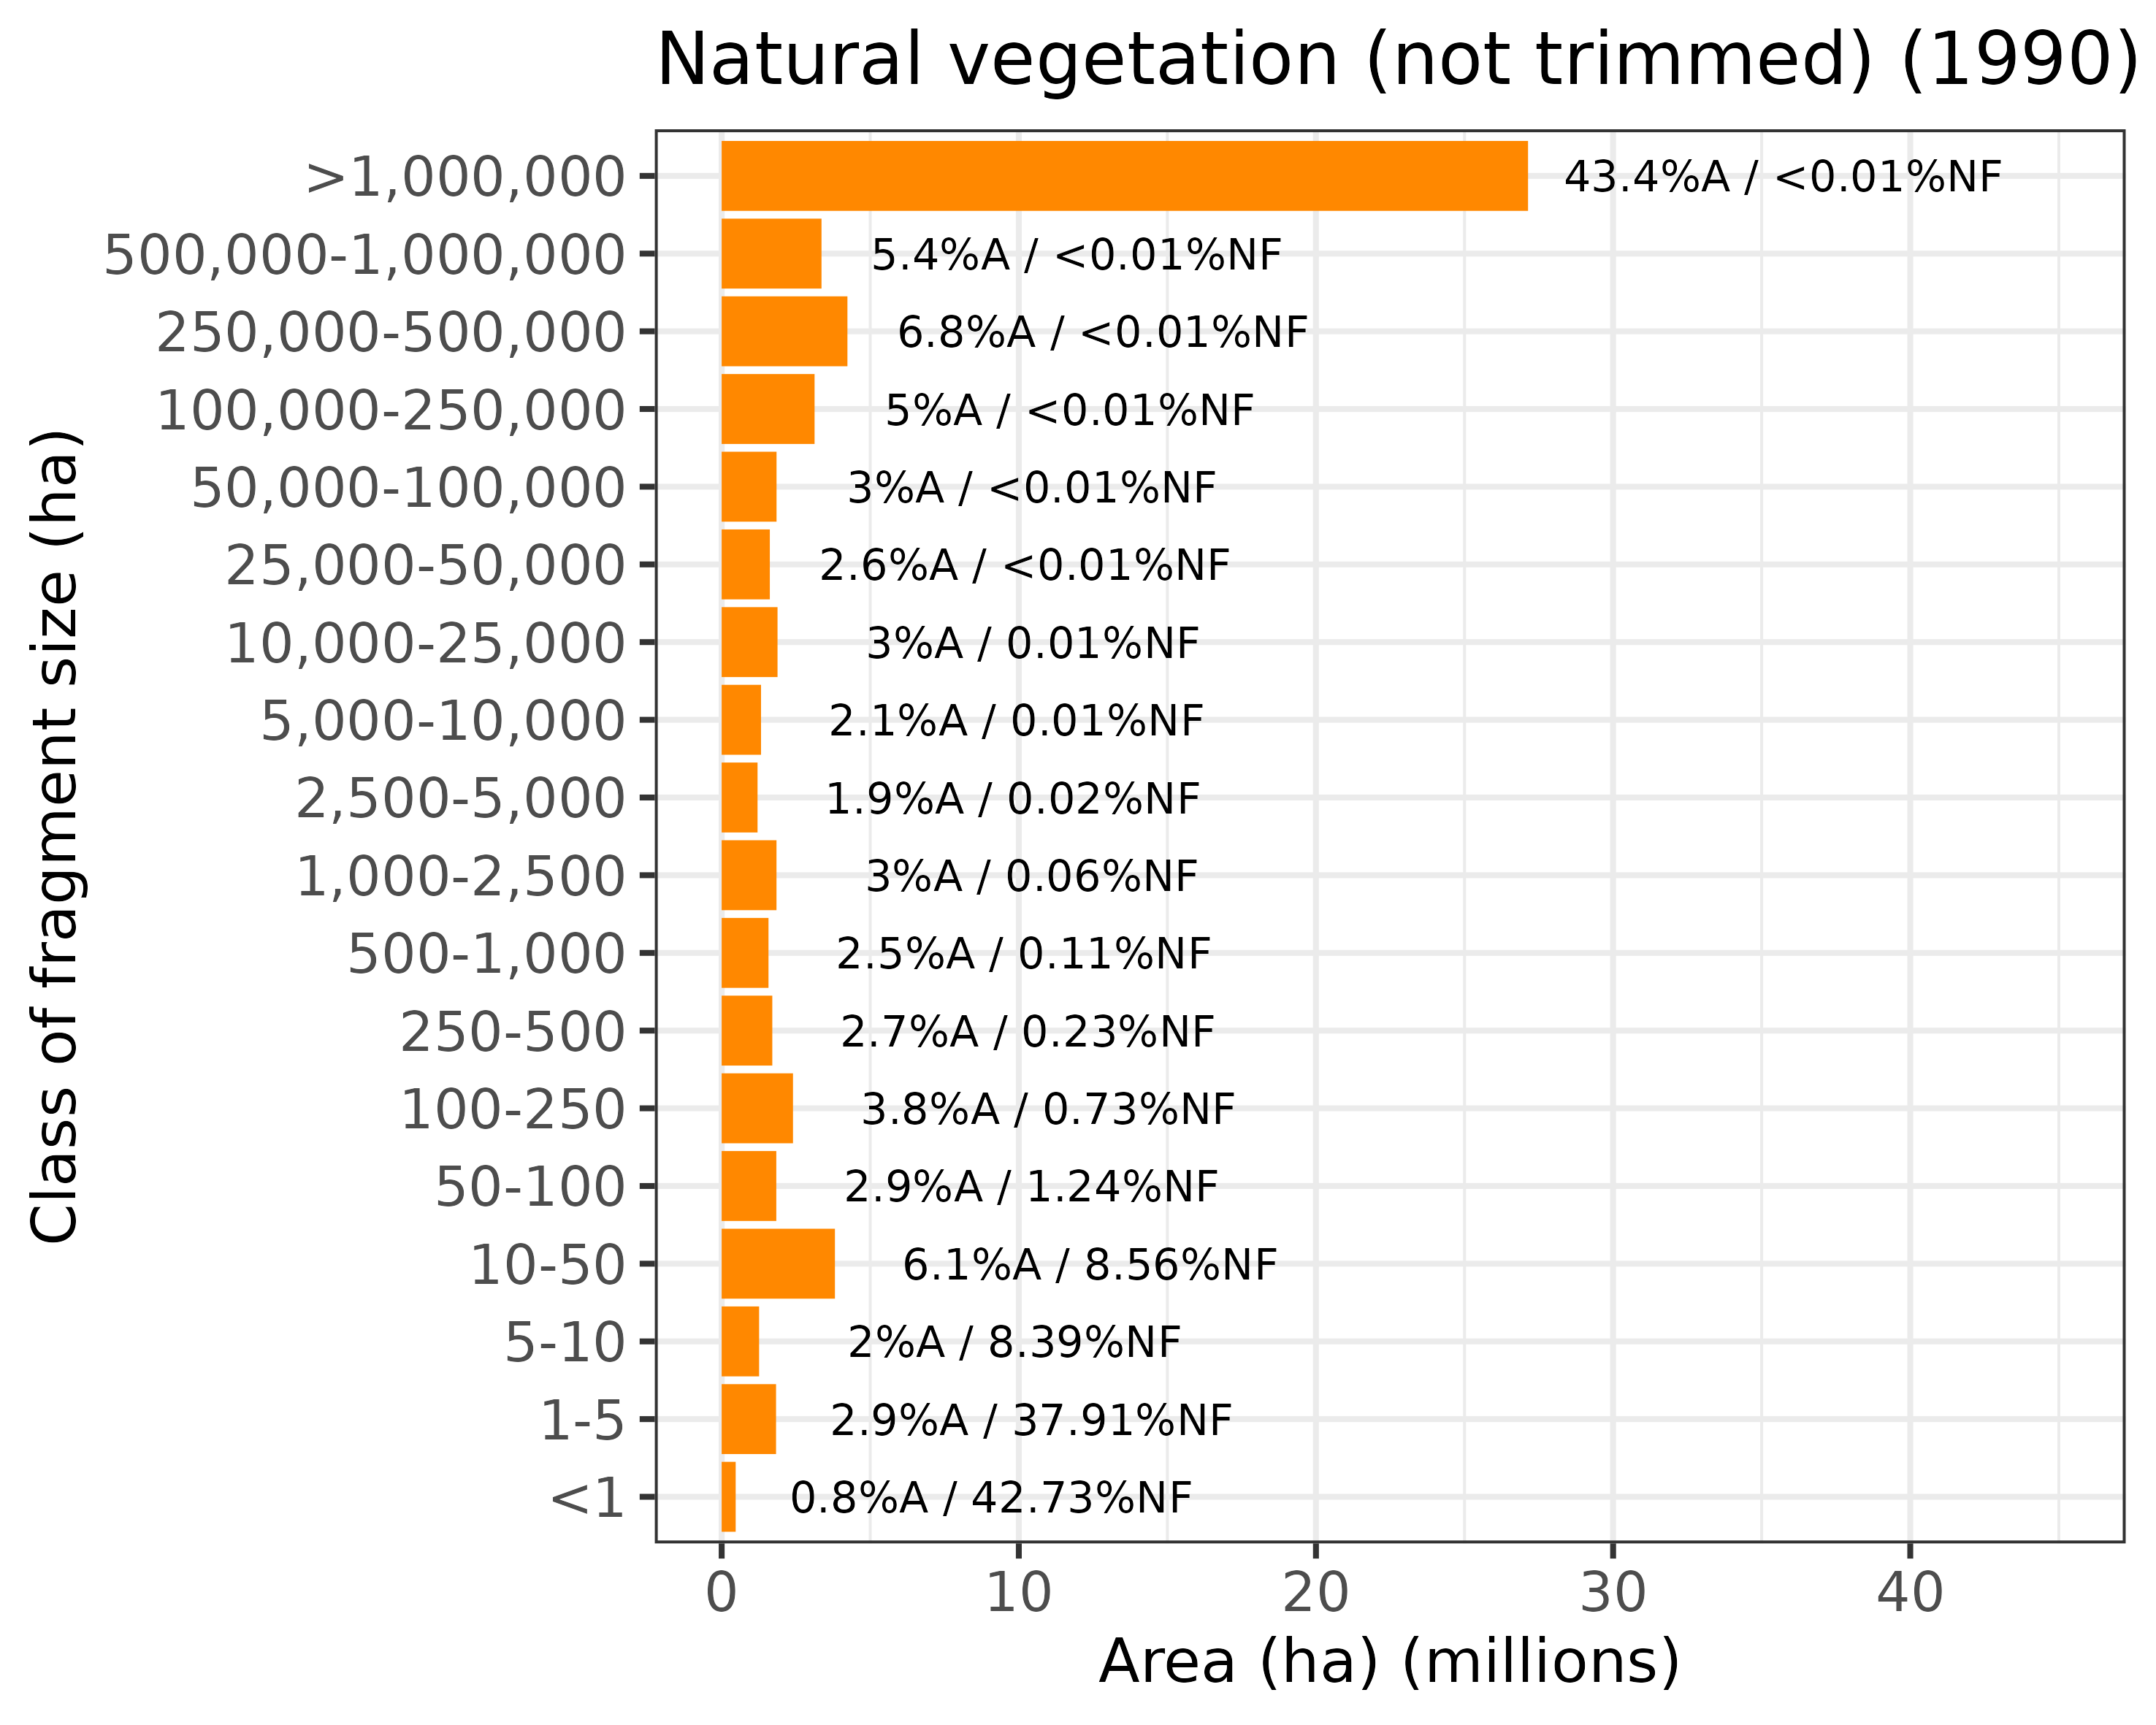 Natural vegetation (not trimmed) (1990)
Class of fragment size (ha)
>1,000,000 43.4%A / <0.01%NF
500,000-1,000,000 5.4%A / <0.01%NF
250,000-500,000 6.8%A / <0.01%NF
100,000-250,000 5%A / <0.01%NF
50,000-100,000 3%A / <0.01%NF
25,000-50,000 2.6%A / <0.01%NF
10,000-25,000 3%A / 0.01%NF
5,000-10,000 2.1%A / 0.01%NF
2,500-5,000 1.9%A / 0.02%NF
1,000-2,500 3%A / 0.06%NF
500-1,000 2.5%A / 0.11%NF
250-500 2.7%A / 0.23%NF
100-250 3.8%A / 0.73%NF
50-100 2.9%A / 1.24%NF
10-50 6.1%A / 8.56%NF
5-10 2%A / 8.39%NF
1-5 2.9%A / 37.91%NF
<1 0.8%A / 42.73%NF
0 10 20 30 40
Area (ha) (millions)